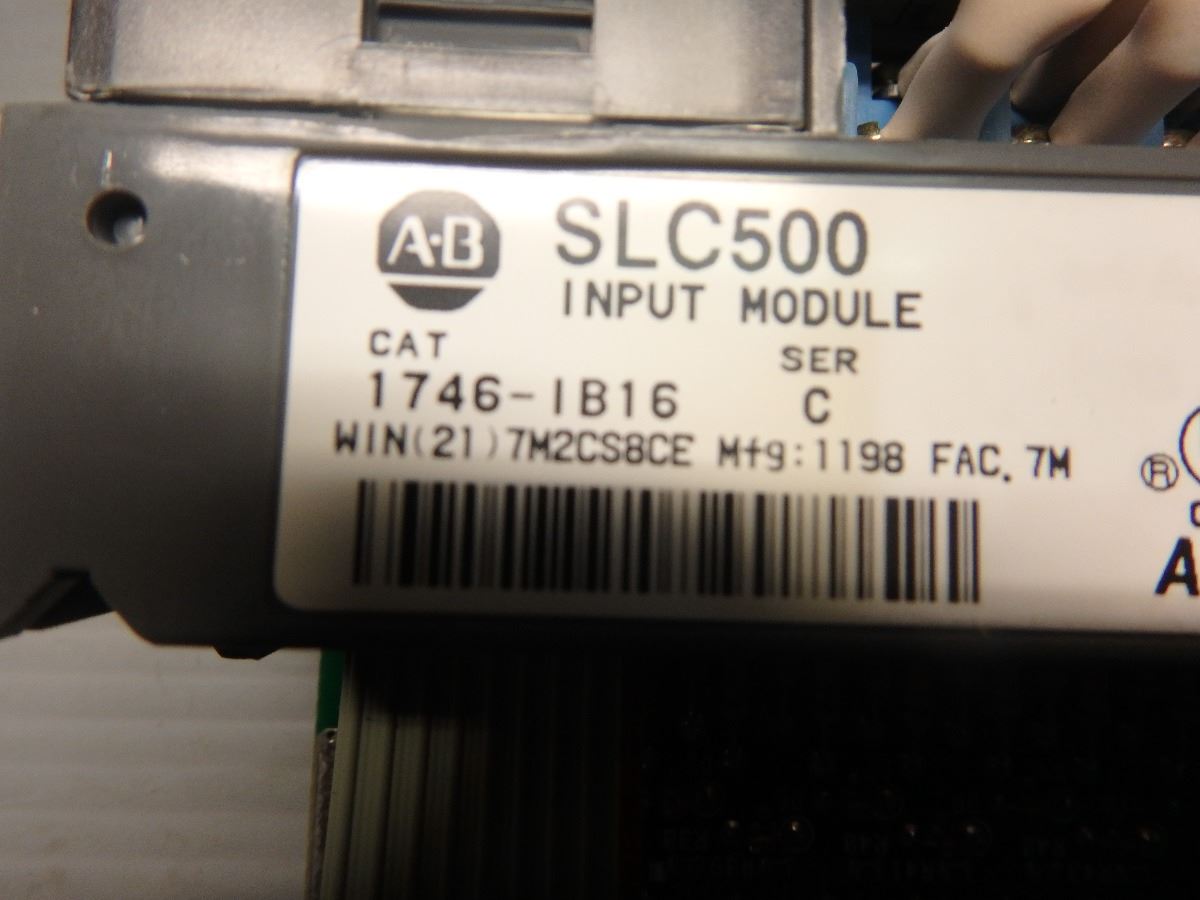 A·B SLC500
INPUT MODULE
CAT SER
1746-IB16 C
WIN(21)7M2CS8CE Mfg:1198 FAC. 7M
®